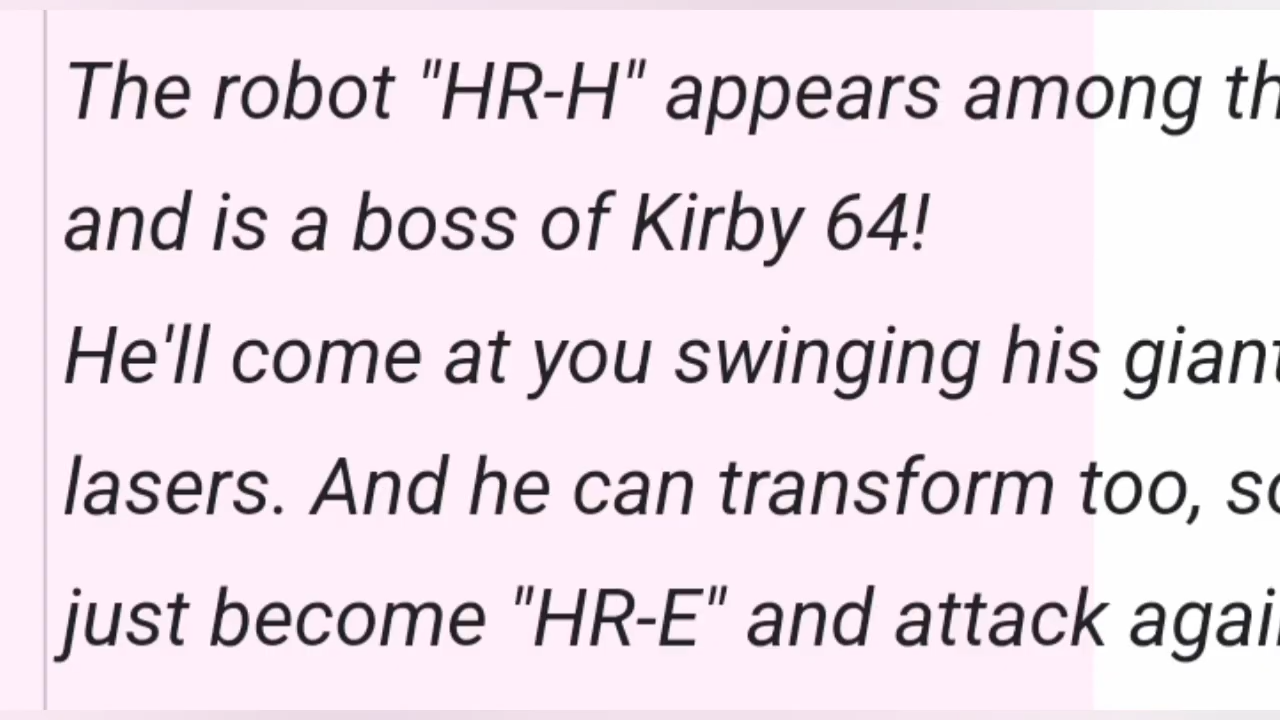 The robot "HR-H" appears among th
and is a boss of Kirby 64!
He'll come at you swinging his giant
lasers. And he can transform too, so
just become "HR-E" and attack agai